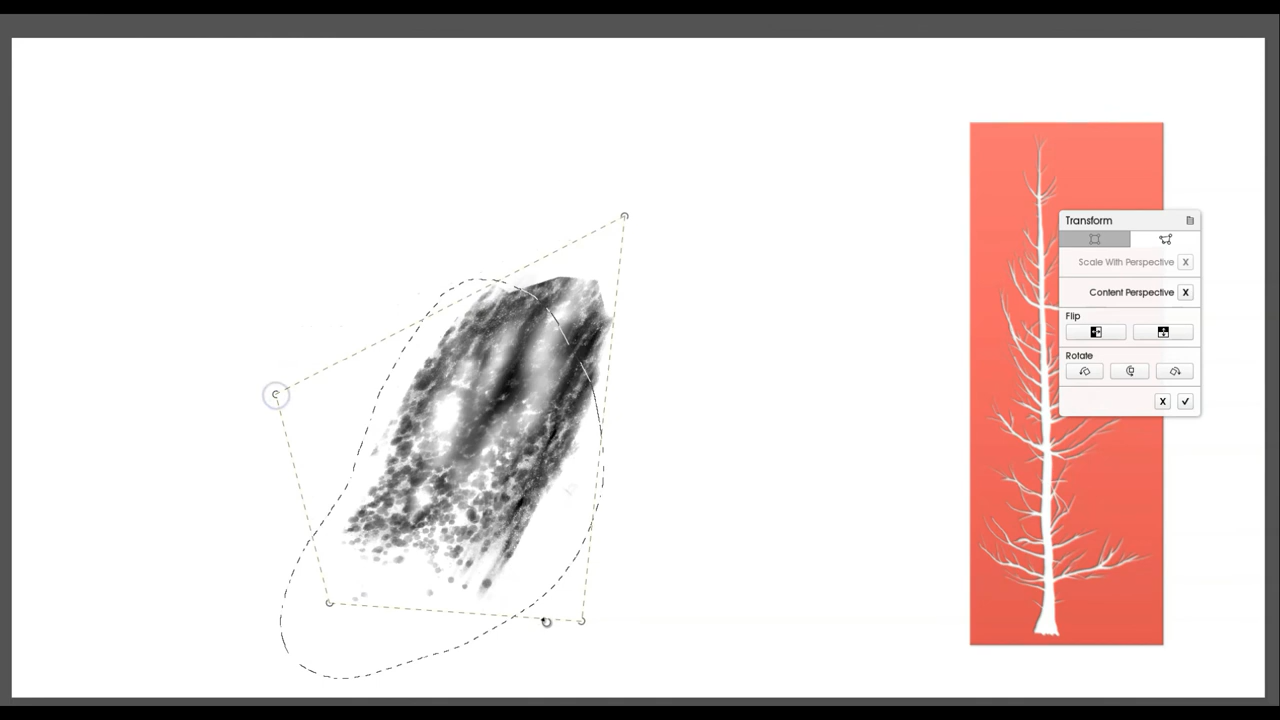 Transform
Scale With Perspective X
Content Perspective X
Flip
Rotate
X